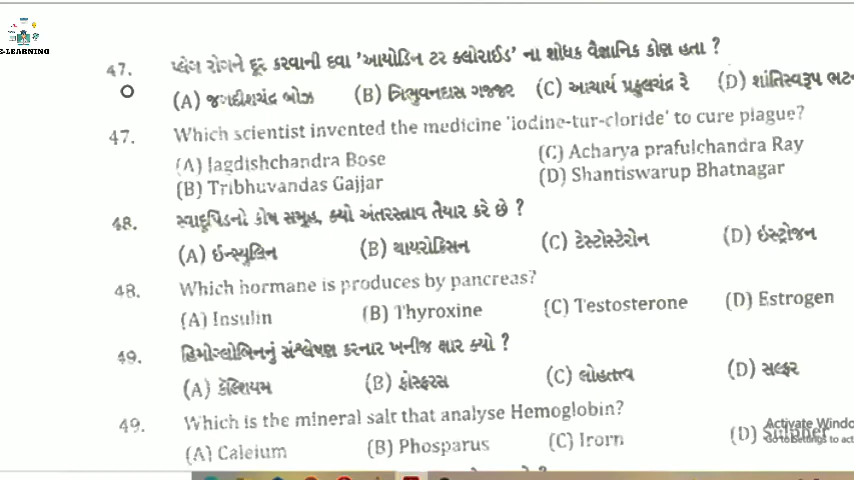 E-LEARNING
47. પ્લેગ રોગને દૂર કરવાની દવા 'આયોડિન ટર ક્લોરાઈડ' ના શોધક વૈજ્ઞાનિક કોણ હતા ?
(A) જગદીશચંદ્ર બોઝ (B) ત્રિભુવનદાસ ગજ્જર (C) આચાર્ય પ્રફુલચંદ્ર રે (D) શાંતિસ્વરૂપ
47. Which scientist invented the medicine 'iodine-tur-cloride' to cure plague?
(A) Jagdishchandra Bose (C) Acharya prafulchandra Ray
(B) Tribhuvandas Gajjar (D) Shantiswarup Bhatnagar
48. સ્વાદુપિંડનો કોષ સમૂહ, ક્યો અંતઃસ્ત્રાવ તૈયાર કરે છે ?
(A) ઈન્સ્યુલિન (B) થાયરોક્સિન (C) ટેસ્ટોસ્ટેરોન (D) ઇસ્ટ્રોજન
48. Which hormane is produces by pancreas?
(A) Insulin (B) Thyroxine (C) Testosterone (D) Estrogen
49. હિમોગ્લોબિનનું સંશ્લેષણ કરનાર ખનીજ ક્ષાર ક્યો ?
(A) કેલ્શિયમ (B) ફોસ્ફરસ (C) લોહતત્ત્વ (D) સલ્ફર
49. Which is the mineral salt that analyse Hemoglobin?
(A) Caleium (B) Phosparus (C) Irorn (D) Sulpher
Activate Windo
Go to Settings to act